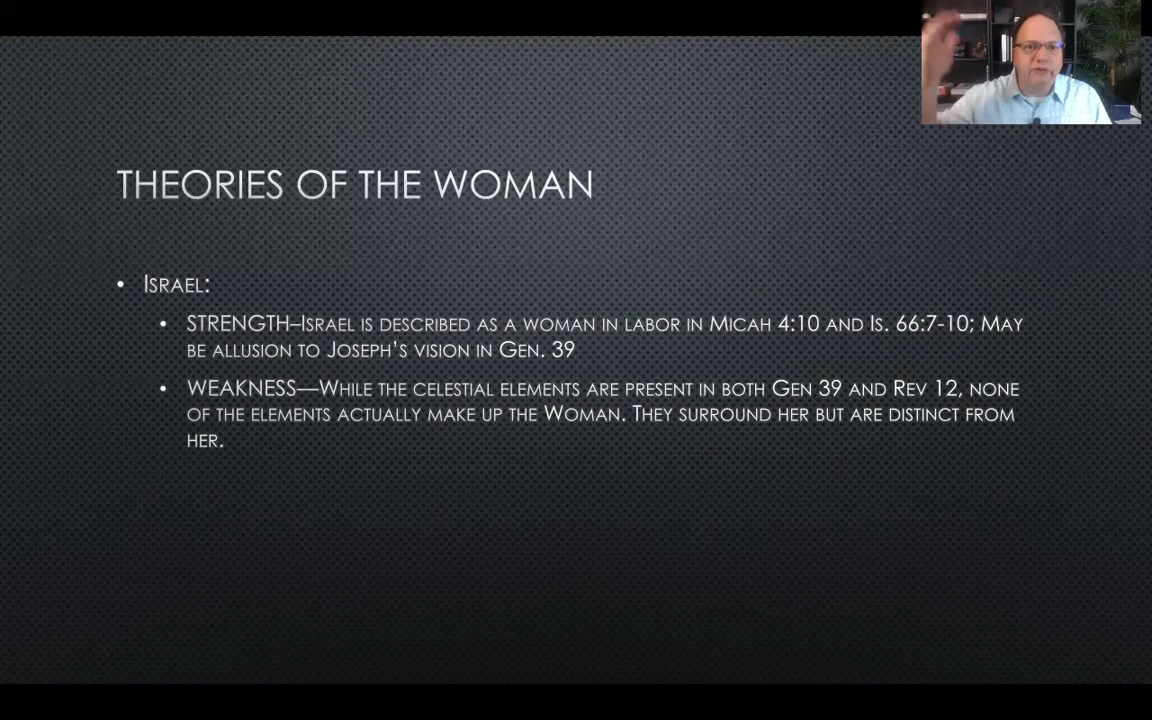 THEORIES OF THE WOMAN
• ISRAEL:
• STRENGTH–ISRAEL IS DESCRIBED AS A WOMAN IN LABOR IN MICAH 4:10 AND IS. 66:7-10; MAY
BE ALLUSION TO JOSEPH'S VISION IN GEN. 39
• WEAKNESS—WHILE THE CELESTIAL ELEMENTS ARE PRESENT IN BOTH GEN 39 AND REV 12, NONE
OF THE ELEMENTS ACTUALLY MAKE UP THE WOMAN. THEY SURROUND HER BUT ARE DISTINCT FROM
HER.